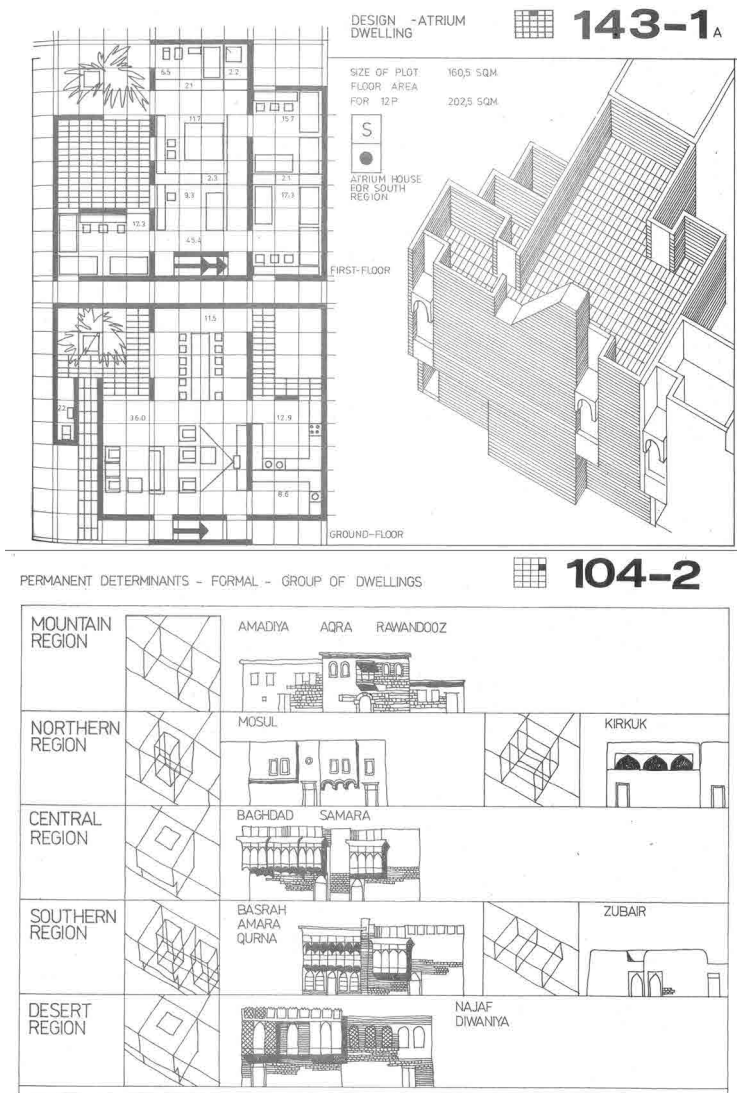 DESIGN -ATRIUM
DWELLING
143-1A
SIZE OF PLOT 160,5 SQM
FLOOR AREA
FOR 12P 202,5 SQM
S
ATRIUM HOUSE
FOR SOUTH
REGION
6.5
2.2
2.1
11.7
15.7
2.3
2.1
9.3
17.3
12.3
45.4
FIRST-FLOOR
11.5
2.2
36.0
12.9
8.6
GROUND-FLOOR
PERMANENT DETERMINANTS - FORMAL - GROUP OF DWELLINGS
104-2
MOUNTAIN
REGION
AMADIYA AQRA RAWANDOOZ
NORTHERN
REGION
MOSUL
KIRKUK
CENTRAL
REGION
BAGHDAD SAMARA
SOUTHERN
REGION
BASRAH
AMARA
QURNA
ZUBAIR
DESERT
REGION
NAJAF
DIWANIYA